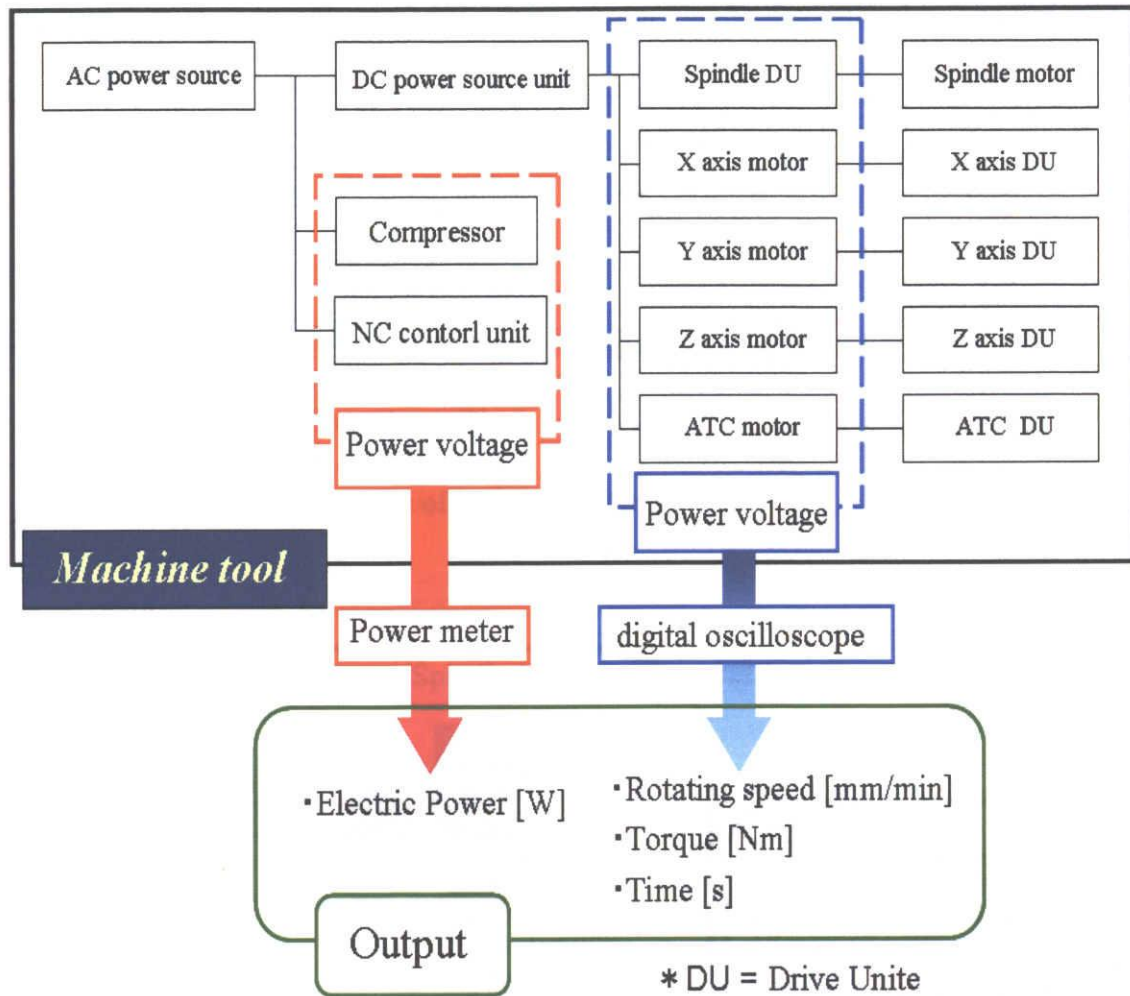 AC power source
DC power source unit
Spindle DU
Spindle motor
X axis motor
X axis DU
Compressor
Y axis motor
Y axis DU
NC contorl unit
Z axis motor
Z axis DU
ATC motor
ATC DU
Power voltage
Power voltage
Machine tool
Power meter
digital oscilloscope
・Electric Power [W]
・Rotating speed [mm/min]
・Torque [Nm]
・Time [s]
Output
* DU = Drive Unite